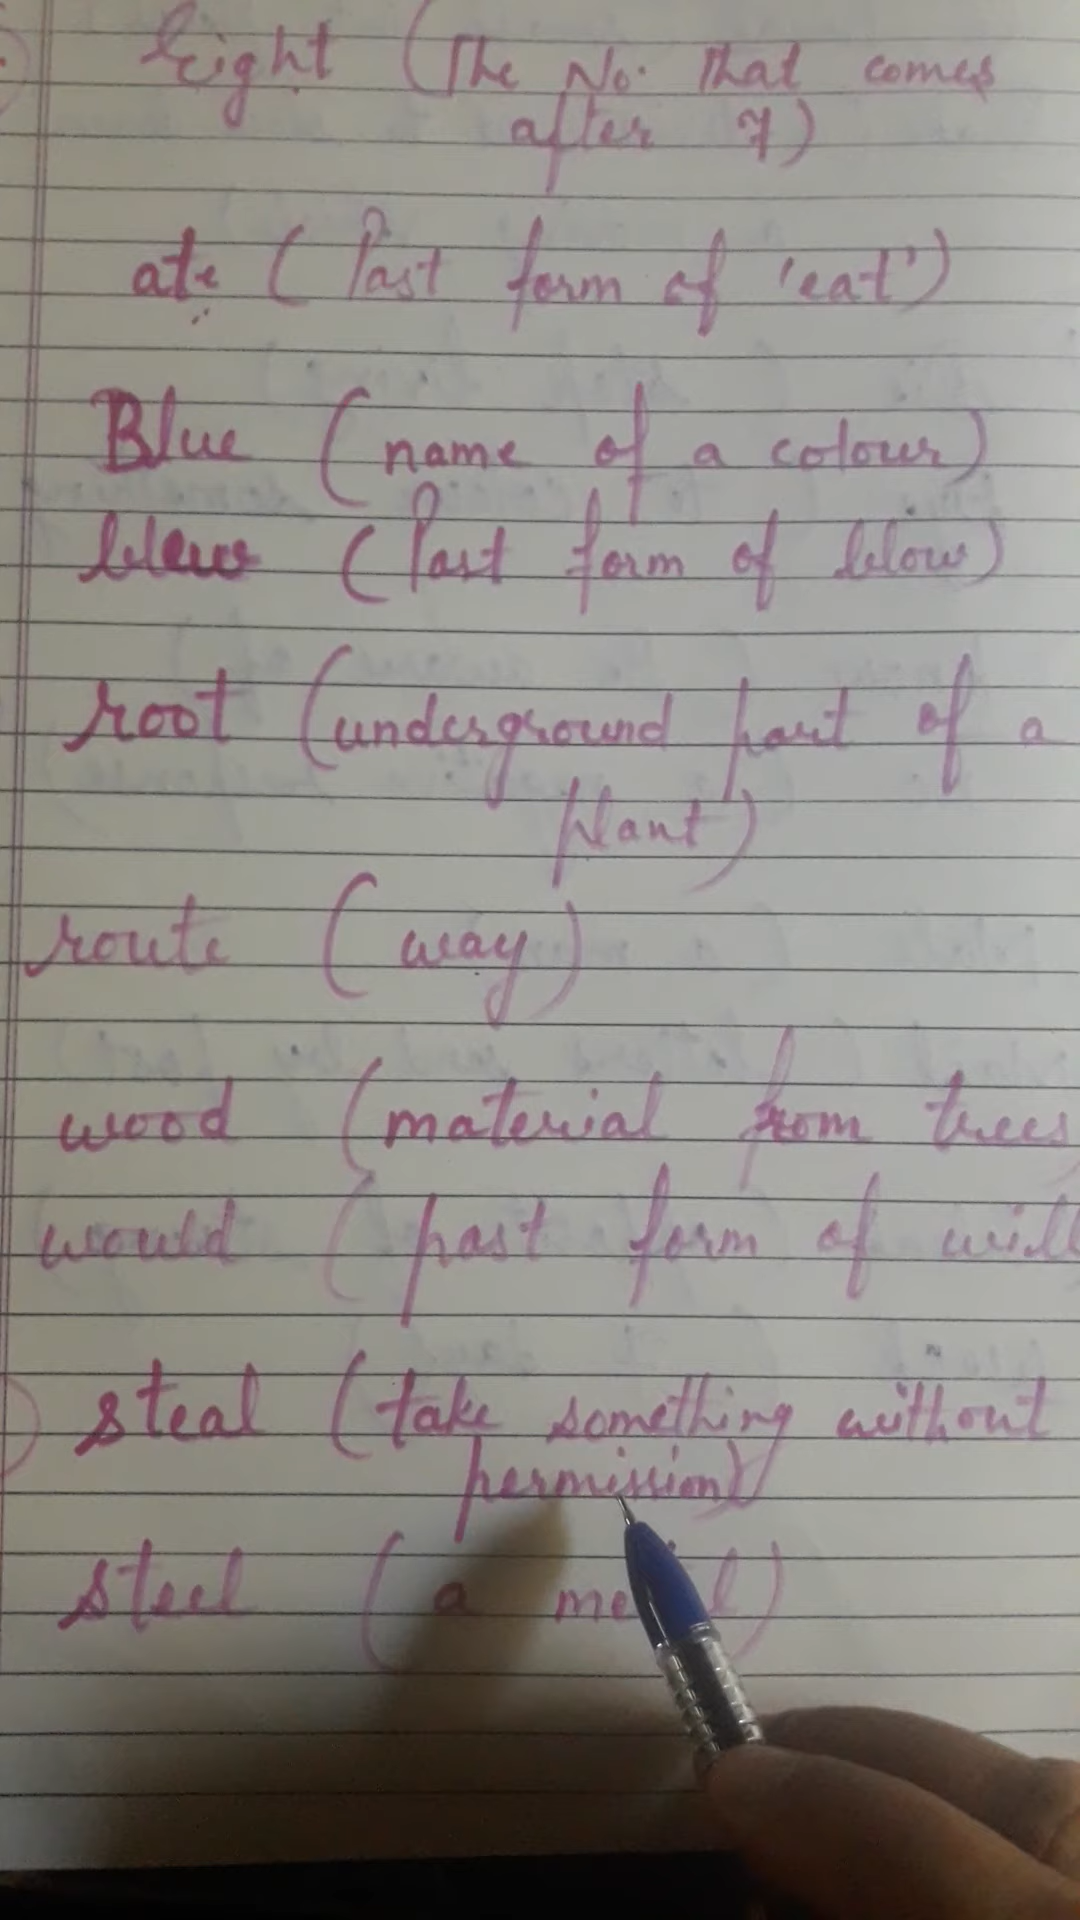 Eight (The No. that comes
after 7)
ate (Past form of 'eat')
Blue (name of a colour)
blew (Past form of blow)
root (underground part of a
plant)
route (way)
wood (material from trees)
would (past form of will
steal (take something without
permission)
steel (a me l)